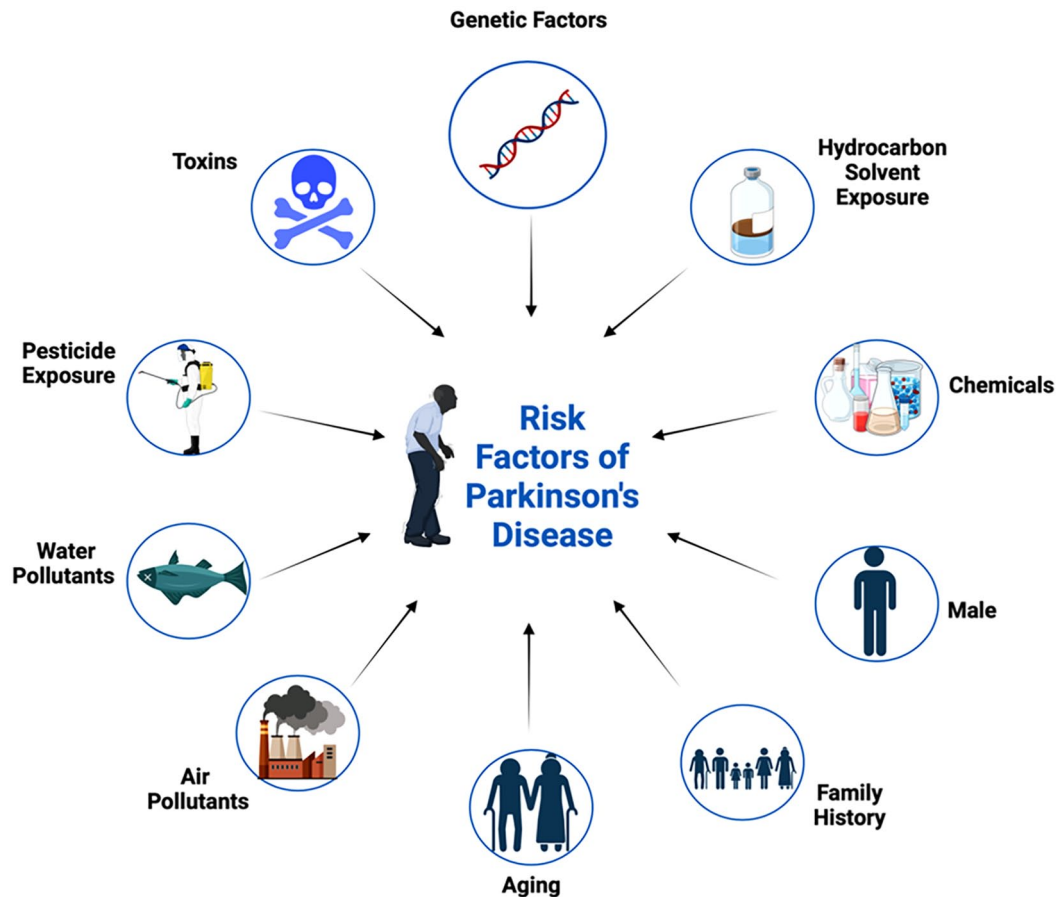 Genetic Factors
Toxins
Hydrocarbon
Solvent
Exposure
Pesticide
Exposure
Chemicals
Risk
Factors of
Parkinson's
Disease
Water
Pollutants
Male
Air
Pollutants
Family
History
Aging